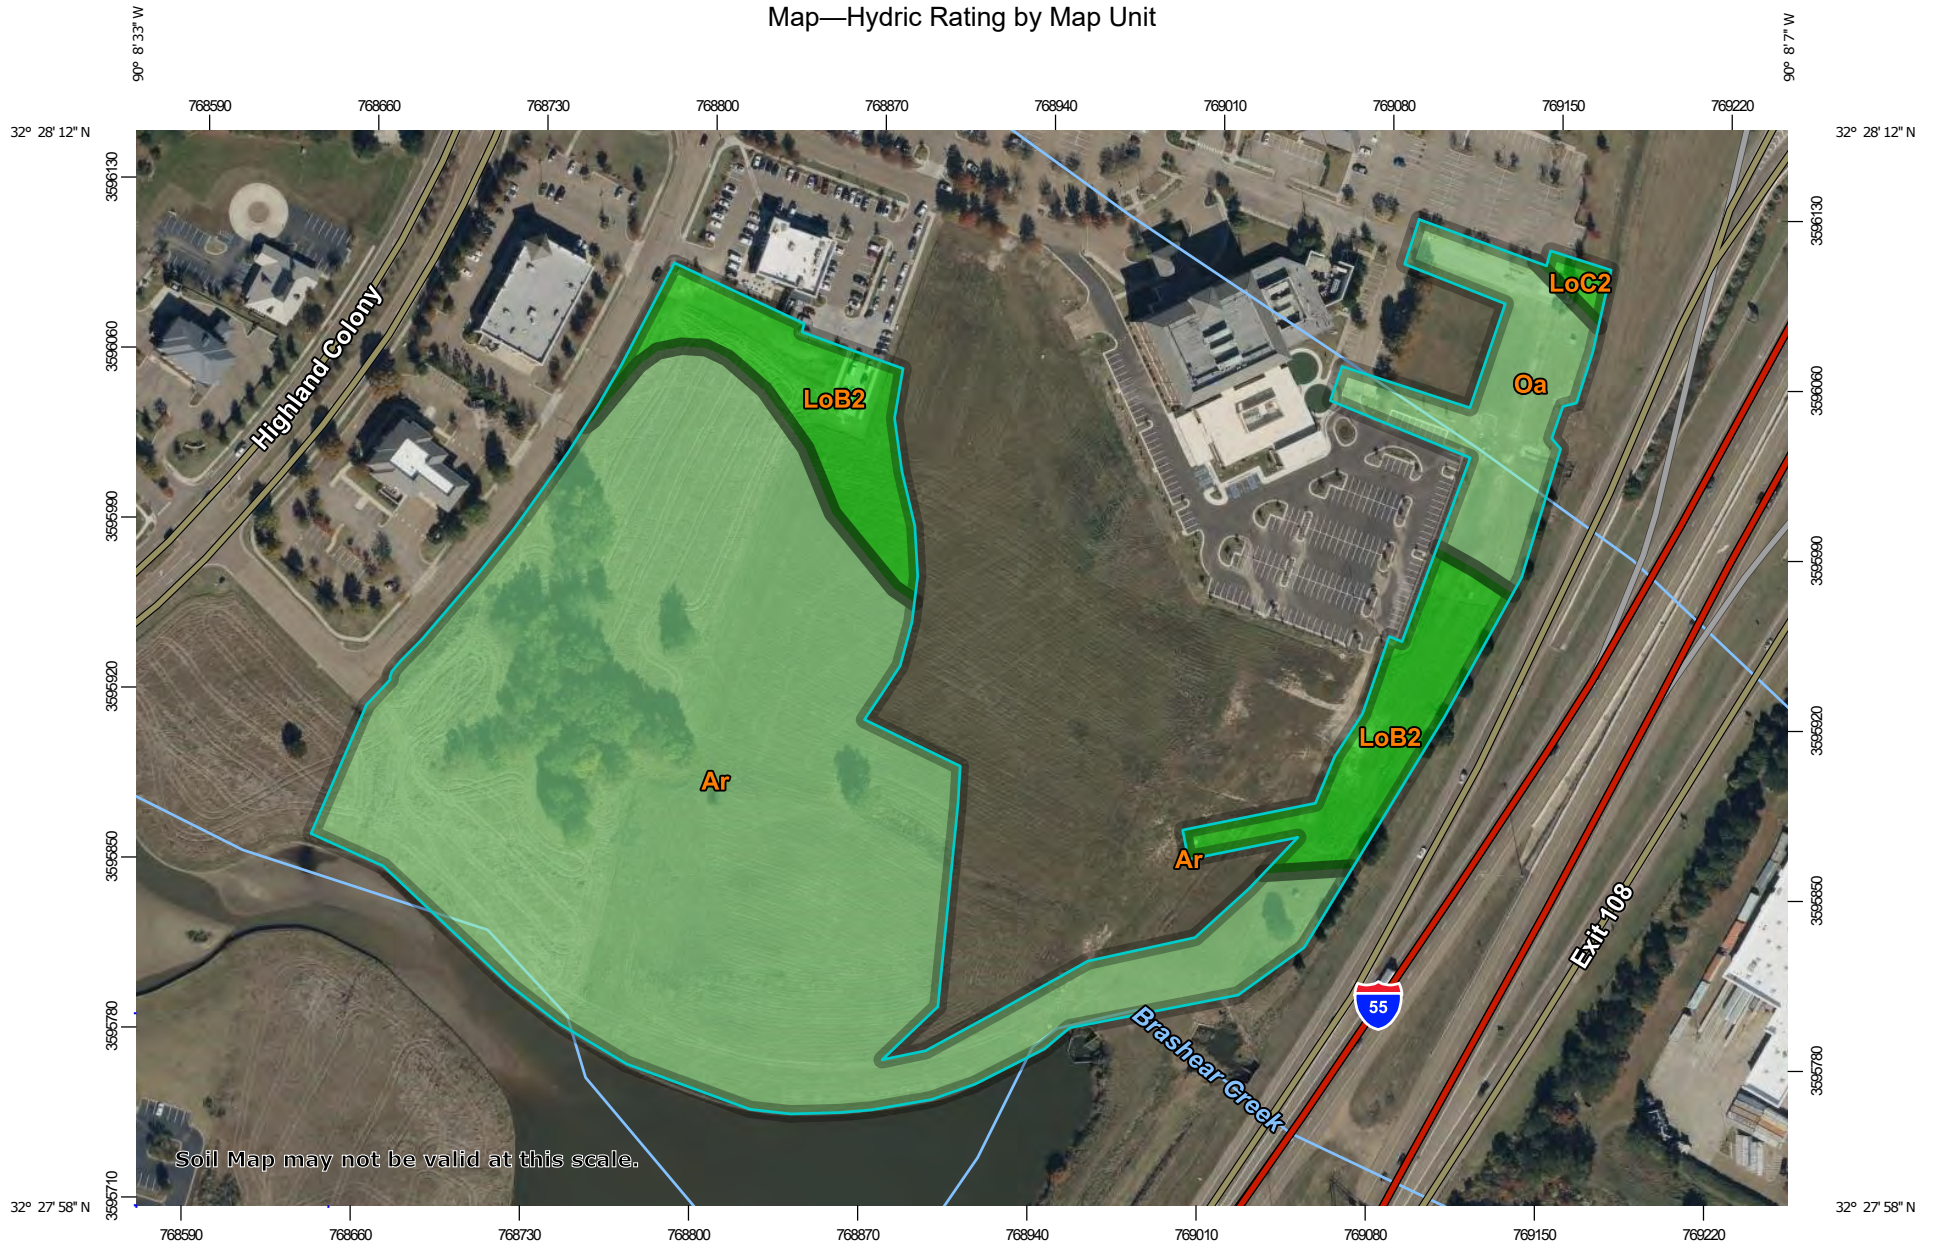 Map—Hydric Rating by Map Unit
90° 8' 33'' W
90° 8' 7'' W
768590 768660 768730 768800 768870 768940 769010 769080 769150 769220
32° 28' 12'' N
32° 28' 12'' N
3596130
3596130
LoC2
Highland Colony
3596060
3596060
Oa
LoB2
3595990
3595990
3595920
3595920
LoB2
Ar
3595850
Ar
3595850
Exit 108
55
3595780
Brashear Creek
3595780
Soil Map may not be valid at this scale.
3595710
32° 27' 58'' N
32° 27' 58'' N
768590 768660 768730 768800 768870 768940 769010 769080 769150 769220